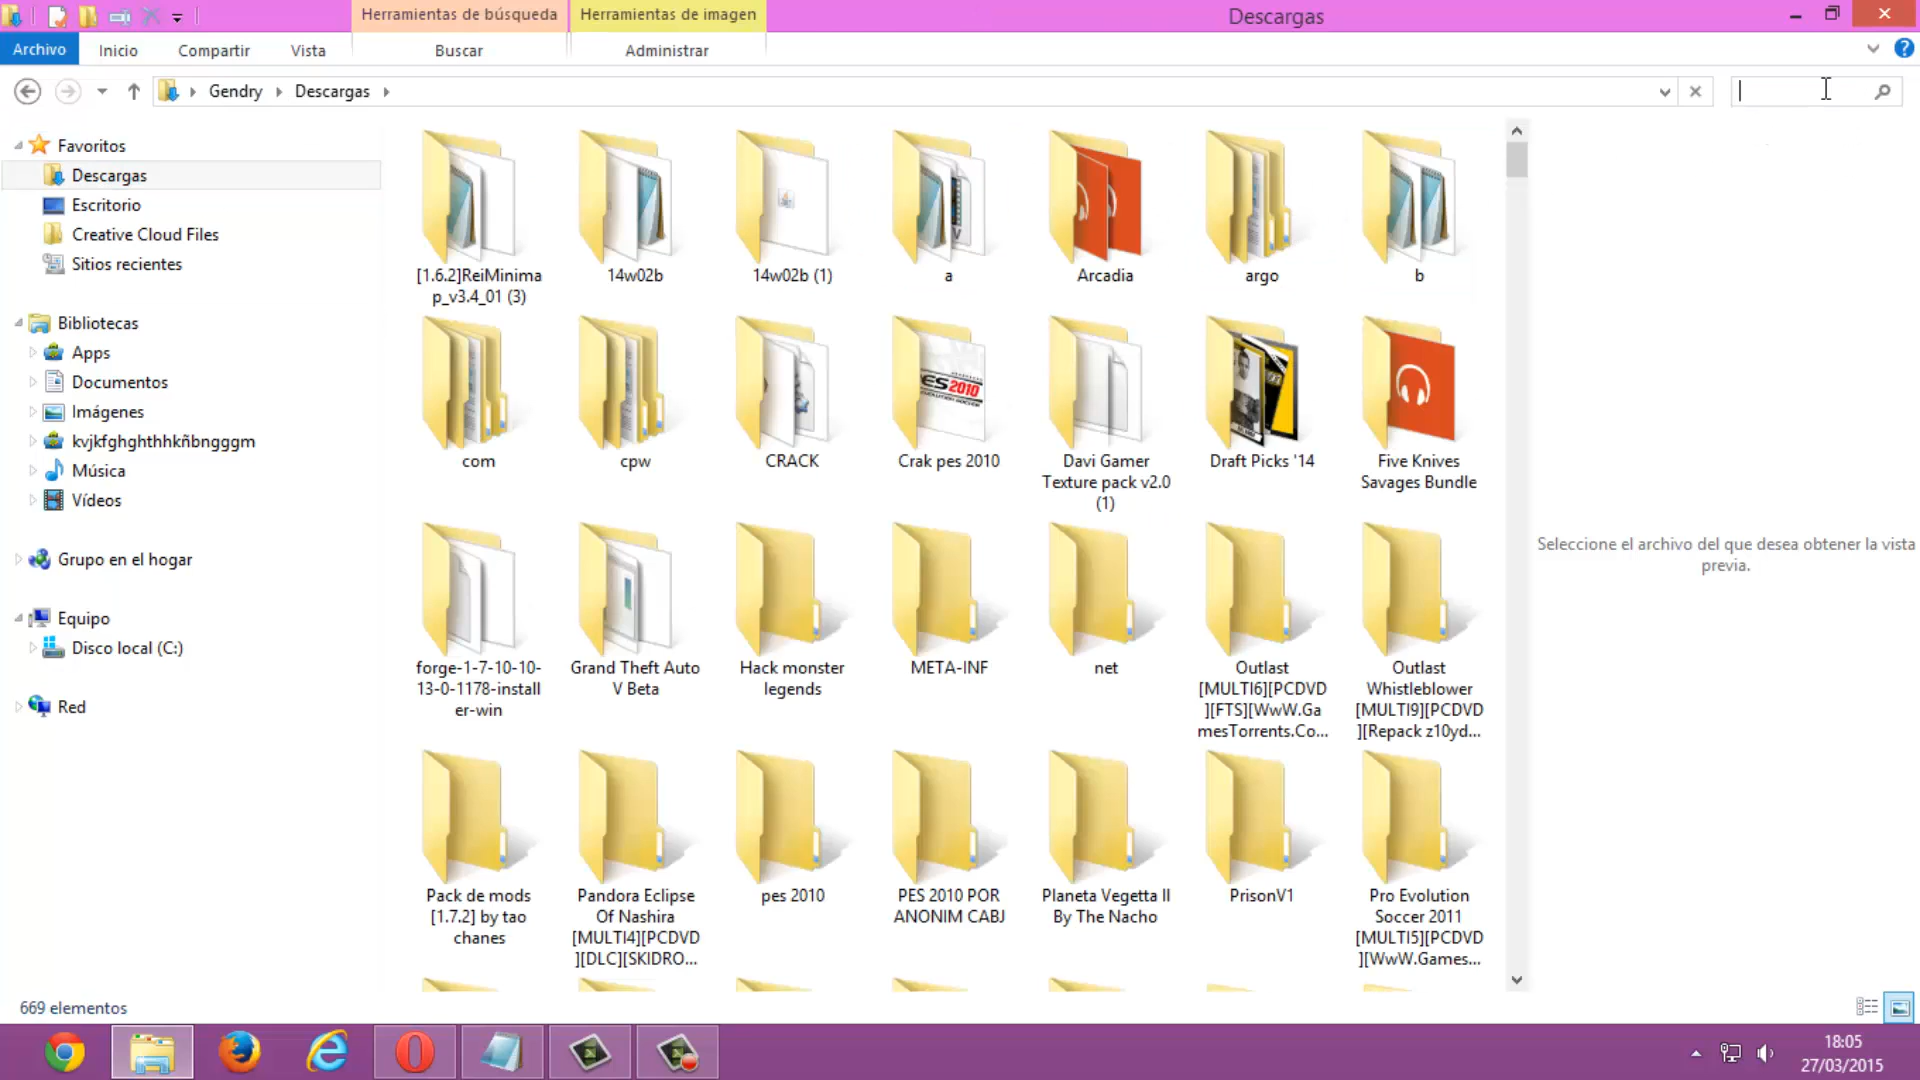 Herramientas de búsqueda
Herramientas de imagen
Descargas
Archivo
Inicio
Compartir
Vista
Buscar
Administrar
Gendry
Descargas
Favoritos
Descargas
Escritorio
Creative Cloud Files
Sitios recientes
Bibliotecas
Apps
Documentos
Imágenes
kvjkfghghthhkñbngggm
Música
Vídeos
Grupo en el hogar
Equipo
Disco local (C:)
Red
[1.6.2]ReiMinima
p_v3.4_01 (3)
14w02b
14w02b (1)
a
Arcadia
argo
b
com
cpw
CRACK
Crak pes 2010
Davi Gamer
Texture pack v2.0
(1)
Draft Picks '14
Five Knives
Savages Bundle
forge-1-7-10-10-
13-0-1178-install
er-win
Grand Theft Auto
V Beta
Hack monster
legends
META-INF
net
Outlast
[MULTI6][PCDVD
][FTS][WwW.Ga
mesTorrents.Co...
Outlast
Whistleblower
[MULTI9][PCDVD
][Repack z10yd...
Pack de mods
[1.7.2] by tao
chanes
Pandora Eclipse
Of Nashira
[MULTI4][PCDVD
][DLC][SKIDRO...
pes 2010
PES 2010 POR
ANONIM CABJ
Planeta Vegetta II
By The Nacho
PrisonV1
Pro Evolution
Soccer 2011
[MULTI5][PCDVD
][WwW.Games...
Seleccione el archivo del que desea obtener la vista
previa.
669 elementos
18:05
27/03/2015